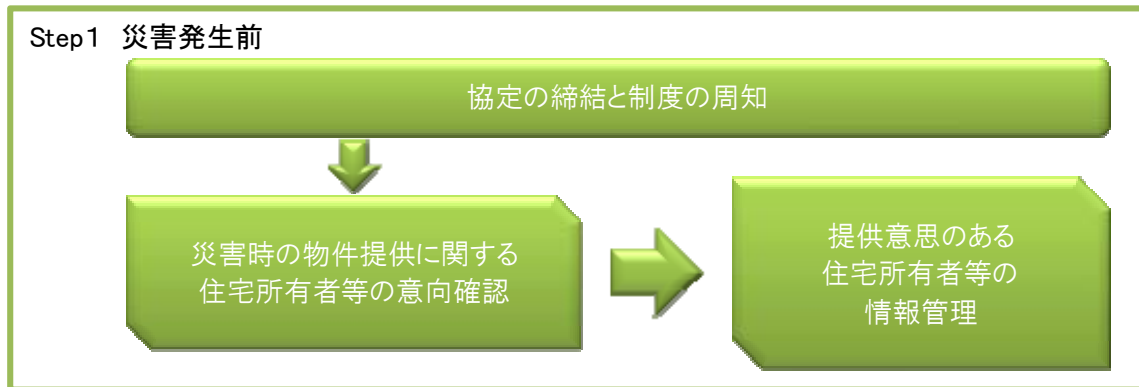 Step1 災害発生前
協定の締結と制度の周知
災害時の物件提供に関する
住宅所有者等の意向確認
提供意思のある
住宅所有者等の
情報管理